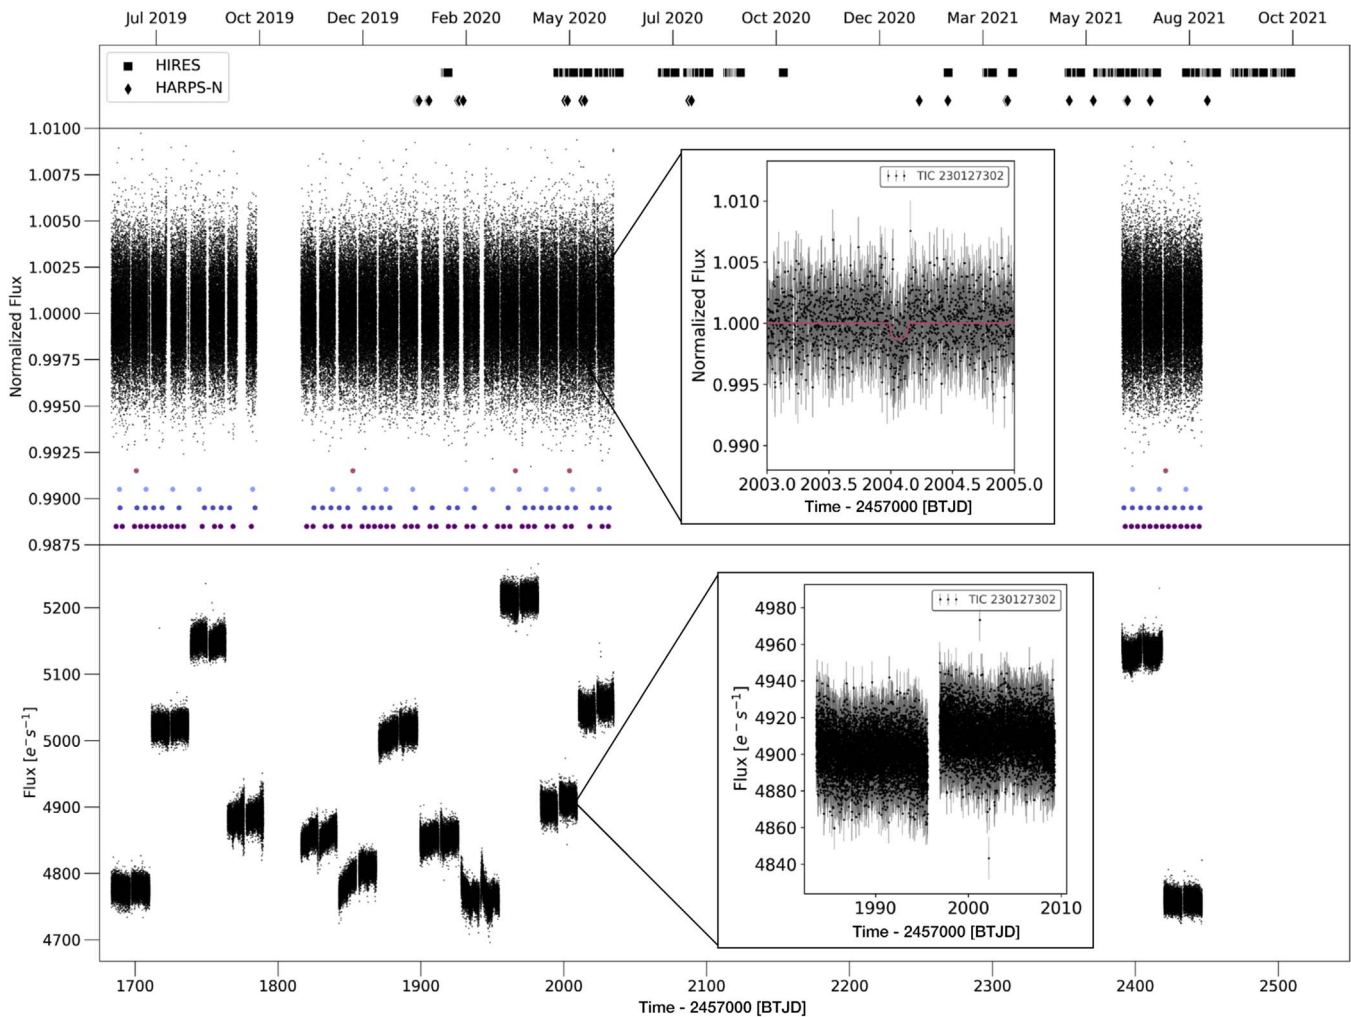 Jul 2019 Oct 2019 Dec 2019 Feb 2020 May 2020 Jul 2020 Oct 2020 Dec 2020 Mar 2021 May 2021 Aug 2021 Oct 2021
HIRES
HARPS-N
1.0100
1.0075
1.0050
1.0025
1.0000
0.9975
0.9950
0.9925
0.9900
0.9875
Normalized Flux
TIC 230127302
1.010
1.005
1.000
0.995
0.990
Normalized Flux
2003.0 2003.5 2004.0 2004.5 2005.0
Time - 2457000 [BTJD]
5200
5100
5000
4900
4800
4700
Flux [e⁻ s⁻¹]
TIC 230127302
4980
4960
4940
4920
4900
4880
4860
4840
Flux [e⁻ s⁻¹]
1990 2000 2010
Time - 2457000 [BTJD]
1700 1800 1900 2000 2100 2200 2300 2400 2500
Time - 2457000 [BTJD]